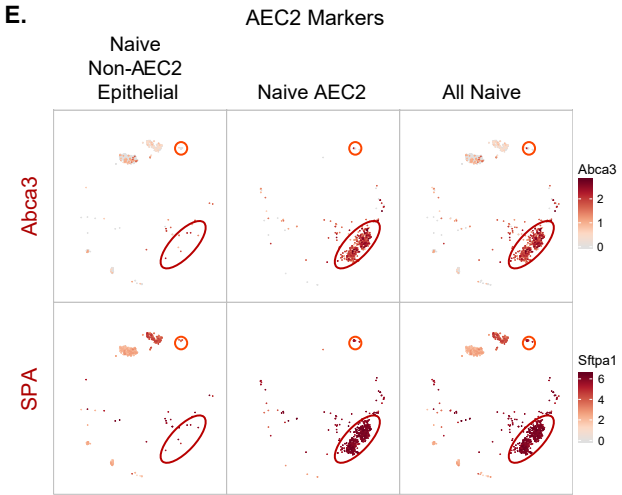 E.
AEC2 Markers
Naive
Non-AEC2
Epithelial
Naive AEC2
All Naive
Abca3
Abca3
2
1
0
SPA
Sftpa1
6
4
2
0